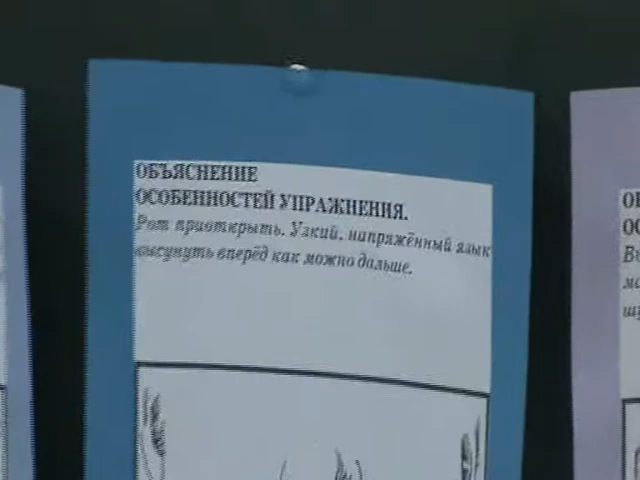 ОБЪЯСНЕНИЕ
ОСОБЕННОСТЕЙ УПРАЖНЕНИЯ.
Рот приоткрыть. Узкий, напряжённый язык
высунуть вперёд как можно дальше.